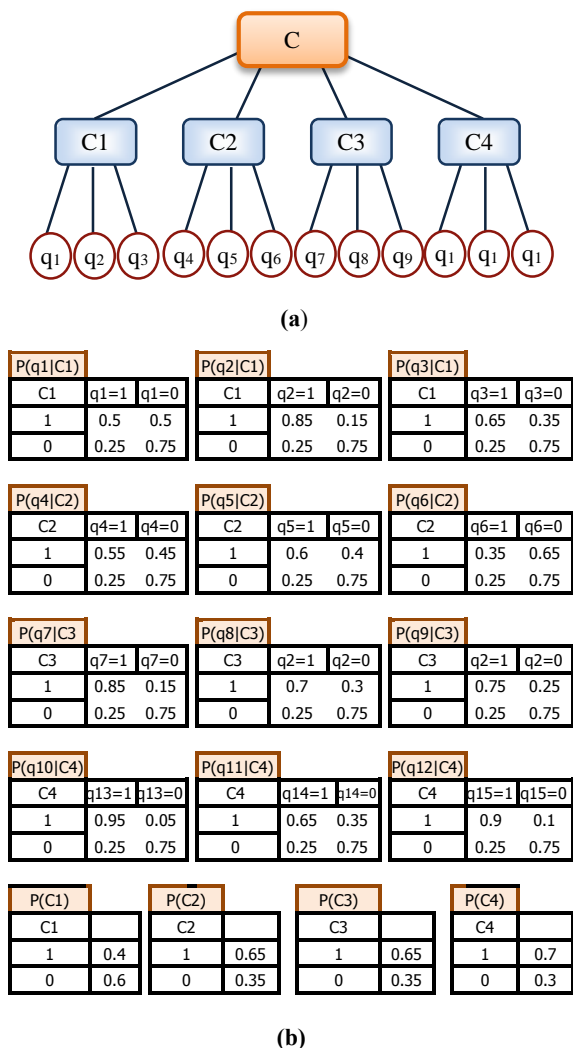 C
C1 C2 C3 C4
q1 q2 q3 q4 q5 q6 q7 q8 q9 q1 q1 q1
(a)
P(q1|C1) P(q2|C1) P(q3|C1)
C1 q1=1 q1=0 C1 q2=1 q2=0 C1 q3=1 q3=0
1 0.5 0.5 1 0.85 0.15 1 0.65 0.35
0 0.25 0.75 0 0.25 0.75 0 0.25 0.75
P(q4|C2) P(q5|C2) P(q6|C2)
C2 q4=1 q4=0 C2 q5=1 q5=0 C2 q6=1 q6=0
1 0.55 0.45 1 0.6 0.4 1 0.35 0.65
0 0.25 0.75 0 0.25 0.75 0 0.25 0.75
P(q7|C3 P(q8|C3) P(q9|C3)
C3 q7=1 q7=0 C3 q2=1 q2=0 C3 q2=1 q2=0
1 0.85 0.15 1 0.7 0.3 1 0.75 0.25
0 0.25 0.75 0 0.25 0.75 0 0.25 0.75
P(q10|C4) P(q11|C4) P(q12|C4)
C4 q13=1 q13=0 C4 q14=1 q14=0 C4 q15=1 q15=0
1 0.95 0.05 1 0.65 0.35 1 0.9 0.1
0 0.25 0.75 0 0.25 0.75 0 0.25 0.75
P(C1) P(C2) P(C3) P(C4)
C1 C2 C3 C4
1 0.4 1 0.65 1 0.65 1 0.7
0 0.6 0 0.35 0 0.35 0 0.3
(b)